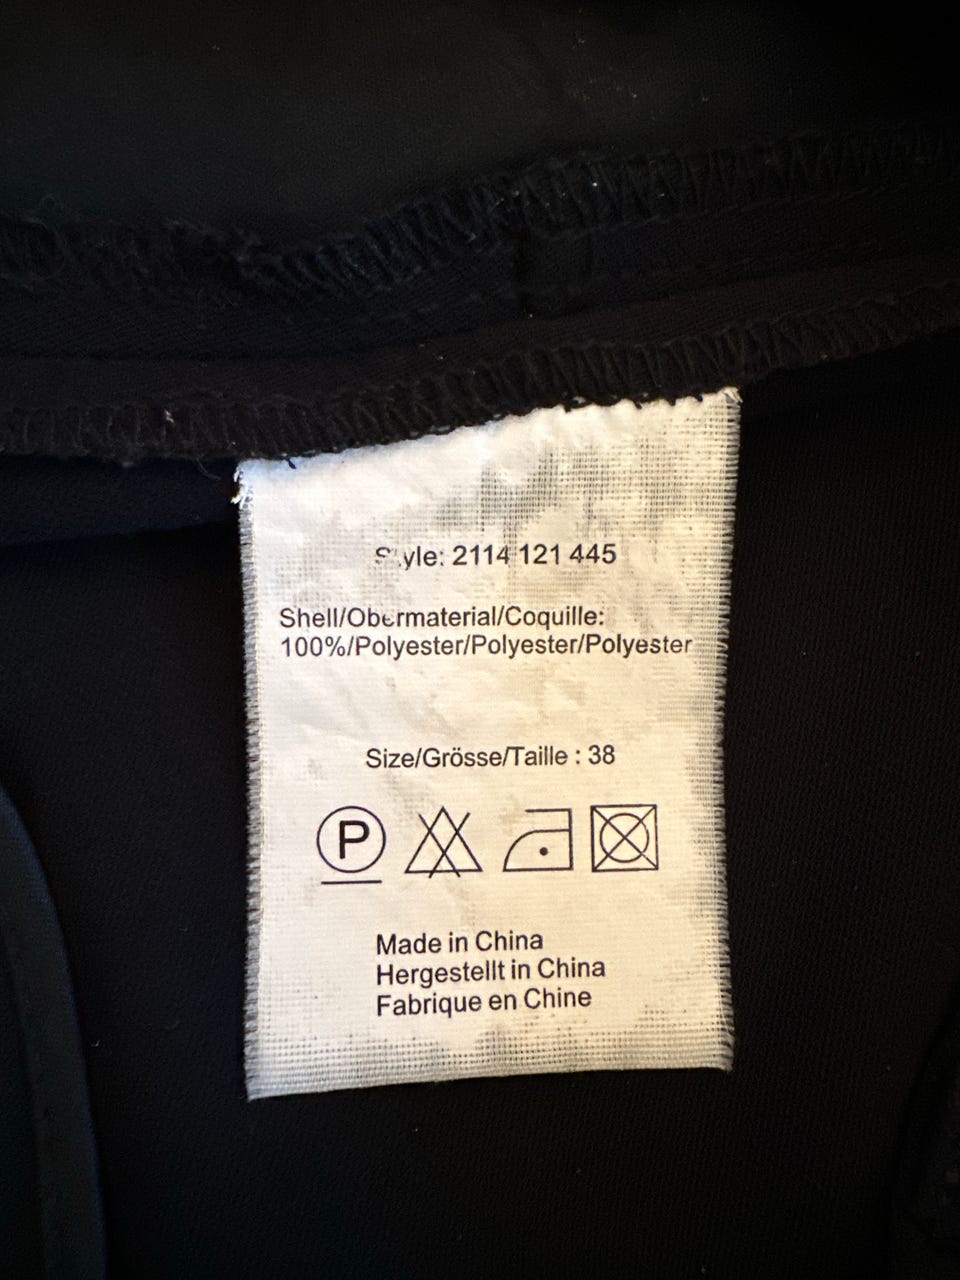 Style: 2114 121 445
Shell/Obermaterial/Coquille:
100%/Polyester/Polyester/Polyester
Size/Grösse/Taille : 38
P
Made in China
Hergestellt in China
Fabrique en Chine